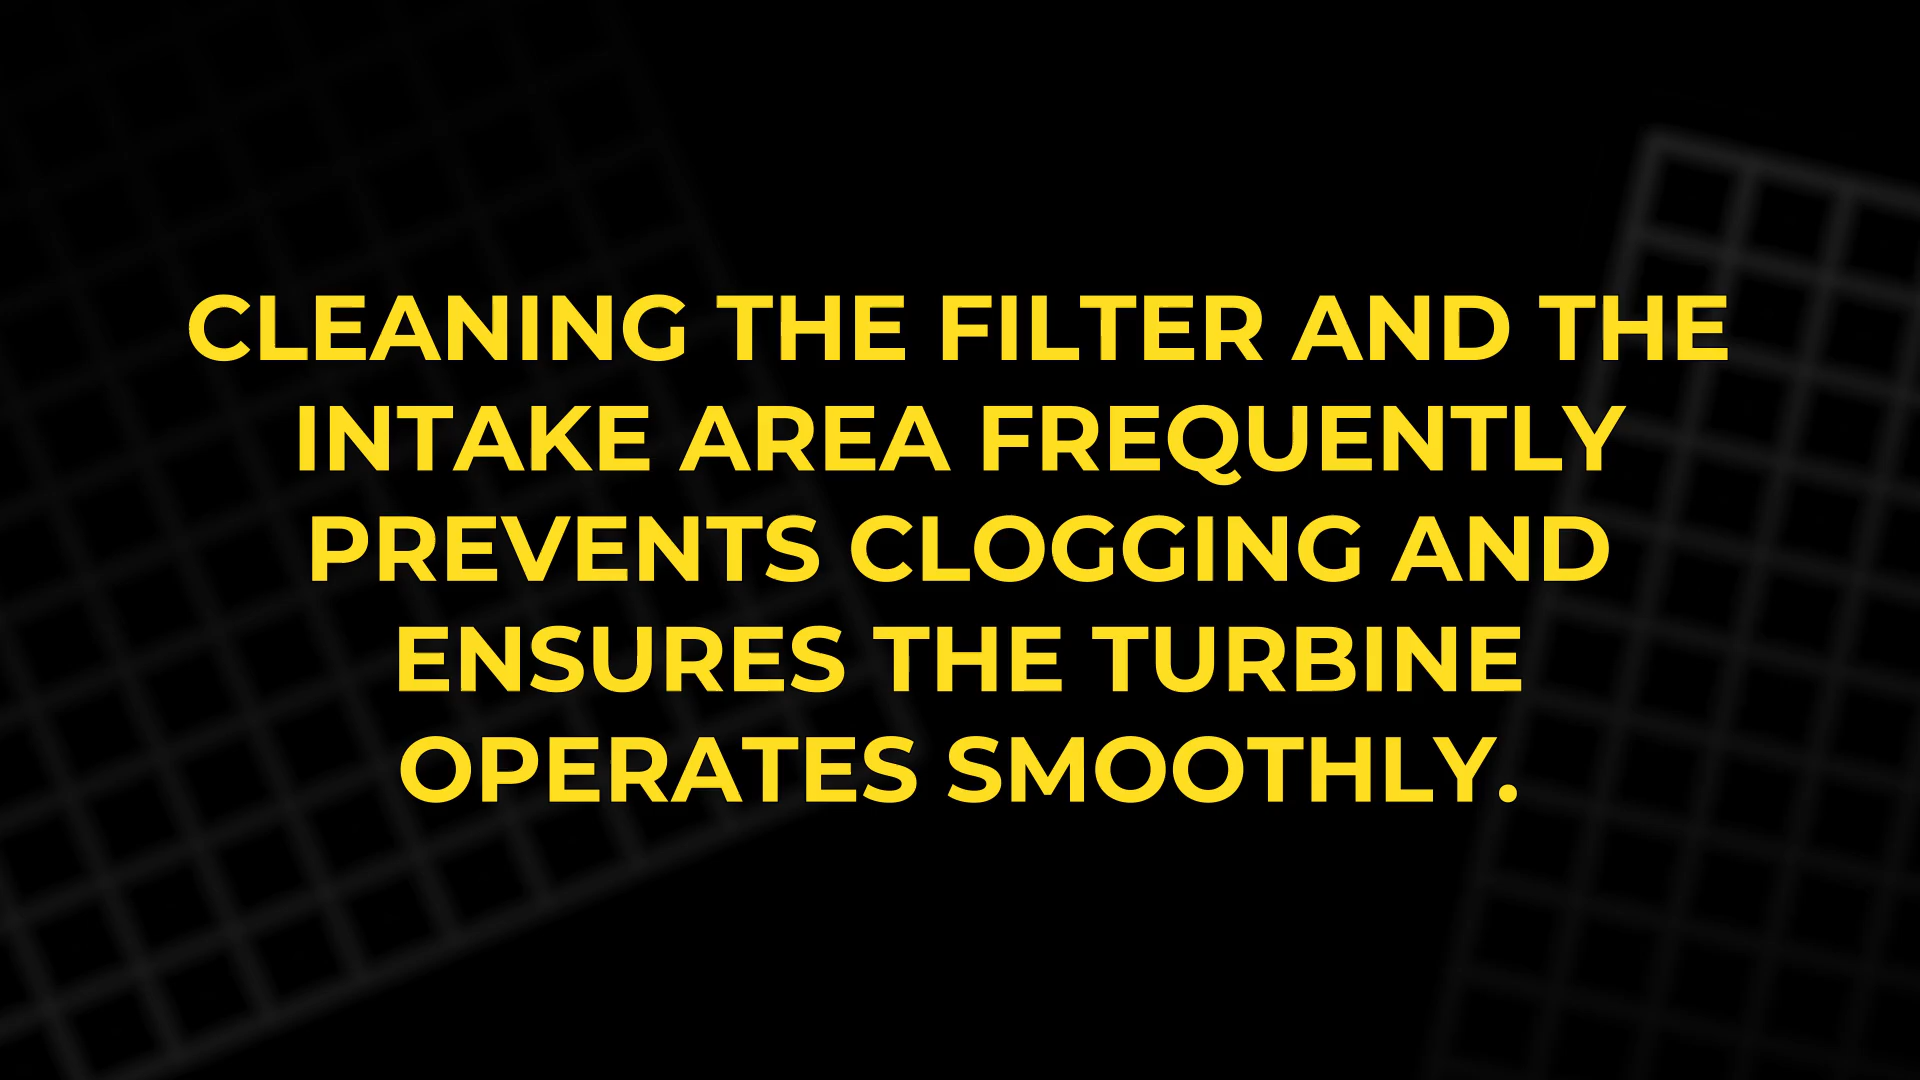 CLEANING THE FILTER AND THE
INTAKE AREA FREQUENTLY
PREVENTS CLOGGING AND
ENSURES THE TURBINE
OPERATES SMOOTHLY.